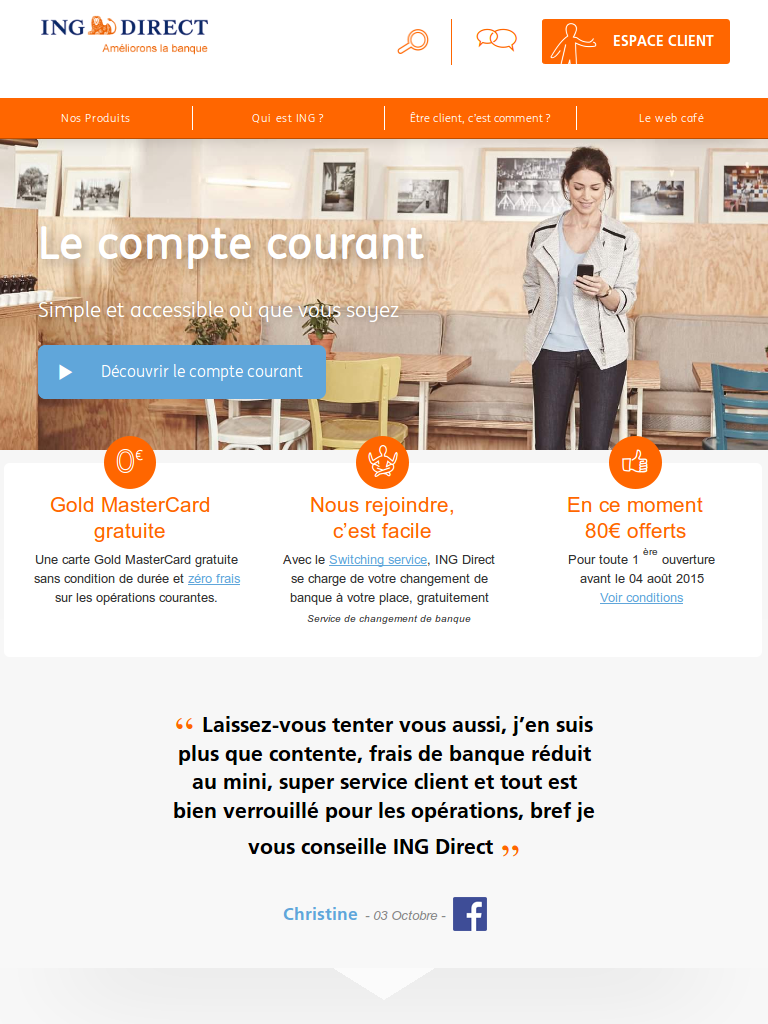 ING DIRECT
Améliorons la banque
ESPACE CLIENT
Nos Produits
Qui est ING ?
Être client, c'est comment ?
Le web café
Le compte courant
Simple et accessible où que vous soyez
Découvrir le compte courant
0€
Gold MasterCard
gratuite
Une carte Gold MasterCard gratuite
sans condition de durée et zéro frais
sur les opérations courantes.
Nous rejoindre,
c’est facile
Avec le Switching service, ING Direct
se charge de votre changement de
banque à votre place, gratuitement
Service de changement de banque
En ce moment
80€ offerts
Pour toute 1 ère ouverture
avant le 04 août 2015
Voir conditions
“ Laissez-vous tenter vous aussi, j’en suis
plus que contente, frais de banque réduit
au mini, super service client et tout est
bien verrouillé pour les opérations, bref je
vous conseille ING Direct ”
Christine - 03 Octobre -